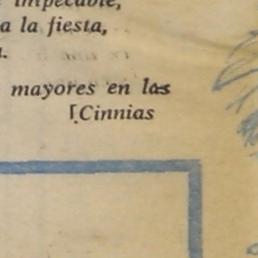 impecable,
a la fiesta,
mayores en las
[Cinnias